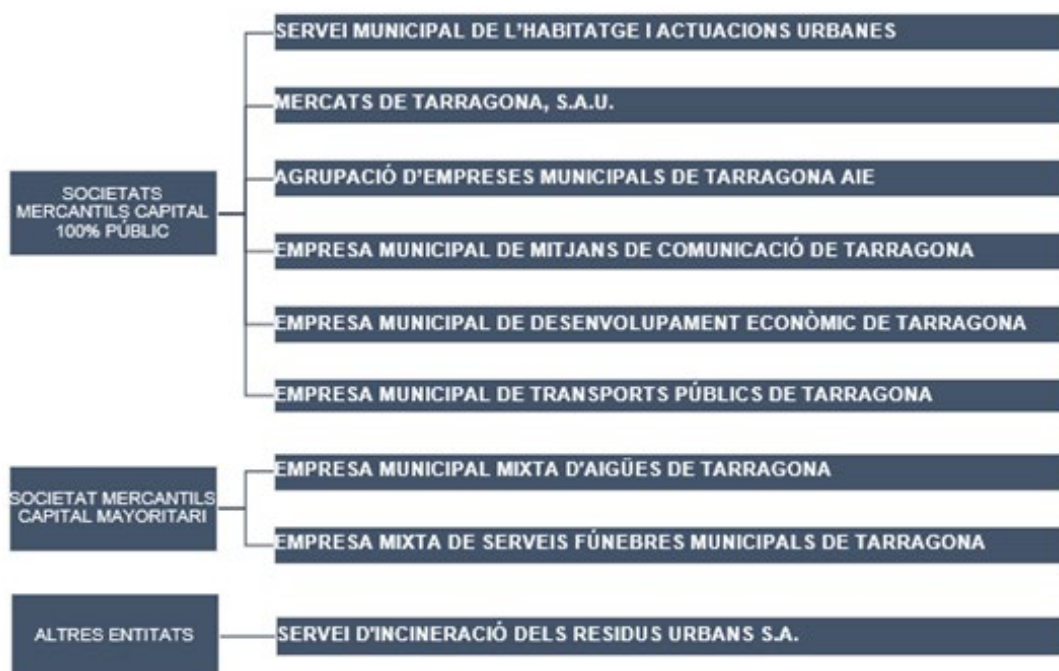 SOCIETATS
MERCANTILS CAPITAL
100% PÚBLIC
SERVEI MUNICIPAL DE L'HABITATGE I ACTUACIONS URBANES
MERCATS DE TARRAGONA, S.A.U.
AGRUPACIÓ D'EMPRESES MUNICIPALS DE TARRAGONA AIE
EMPRESA MUNICIPAL DE MITJANS DE COMUNICACIÓ DE TARRAGONA
EMPRESA MUNICIPAL DE DESENVOLUPAMENT ECONÒMIC DE TARRAGONA
EMPRESA MUNICIPAL DE TRANSPORTS PÚBLICS DE TARRAGONA
SOCIETAT MERCANTILS
CAPITAL MAYORITARI
EMPRESA MUNICIPAL MIXTA D'AIGÜES DE TARRAGONA
EMPRESA MIXTA DE SERVEIS FÚNEBRES MUNICIPALS DE TARRAGONA
ALTRES ENTITATS
SERVEI D'INCINERACIÓ DELS RESIDUS URBANS S.A.